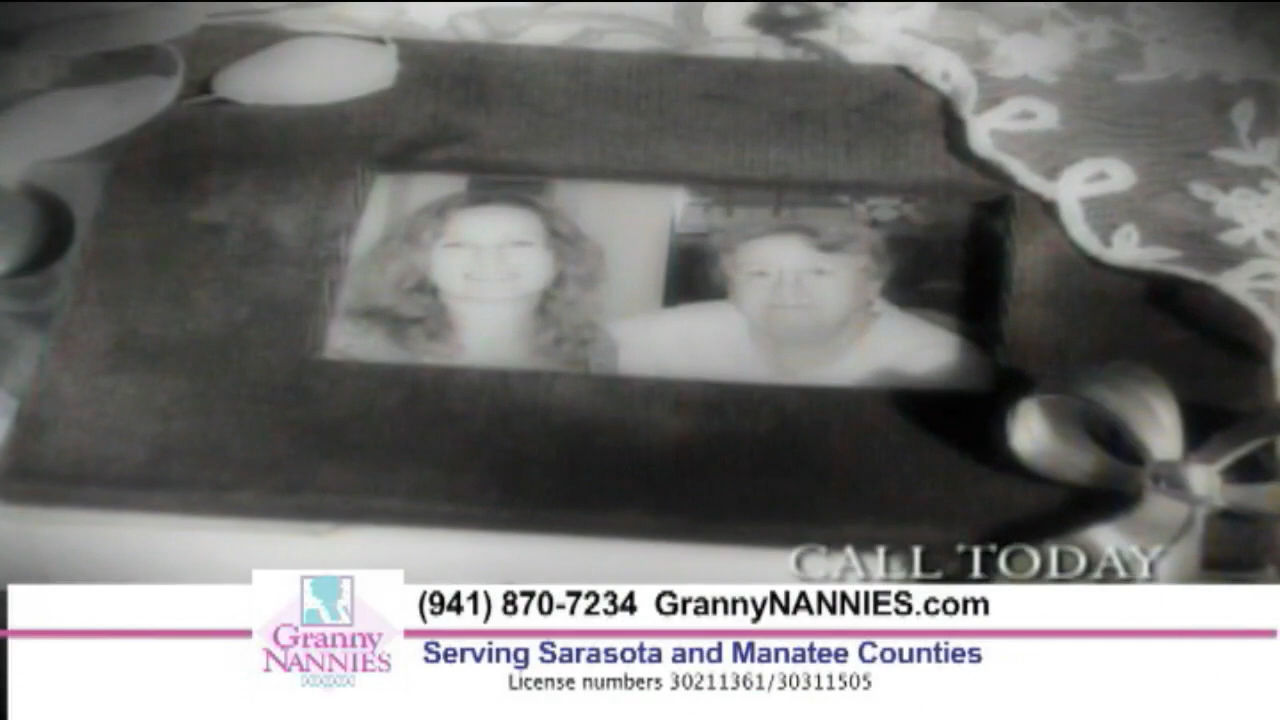 CALL TODAY
(941) 870-7234 GrannyNANNIES.com
Granny
NANNIES
Serving Sarasota and Manatee Counties
License numbers 30211361/30311505